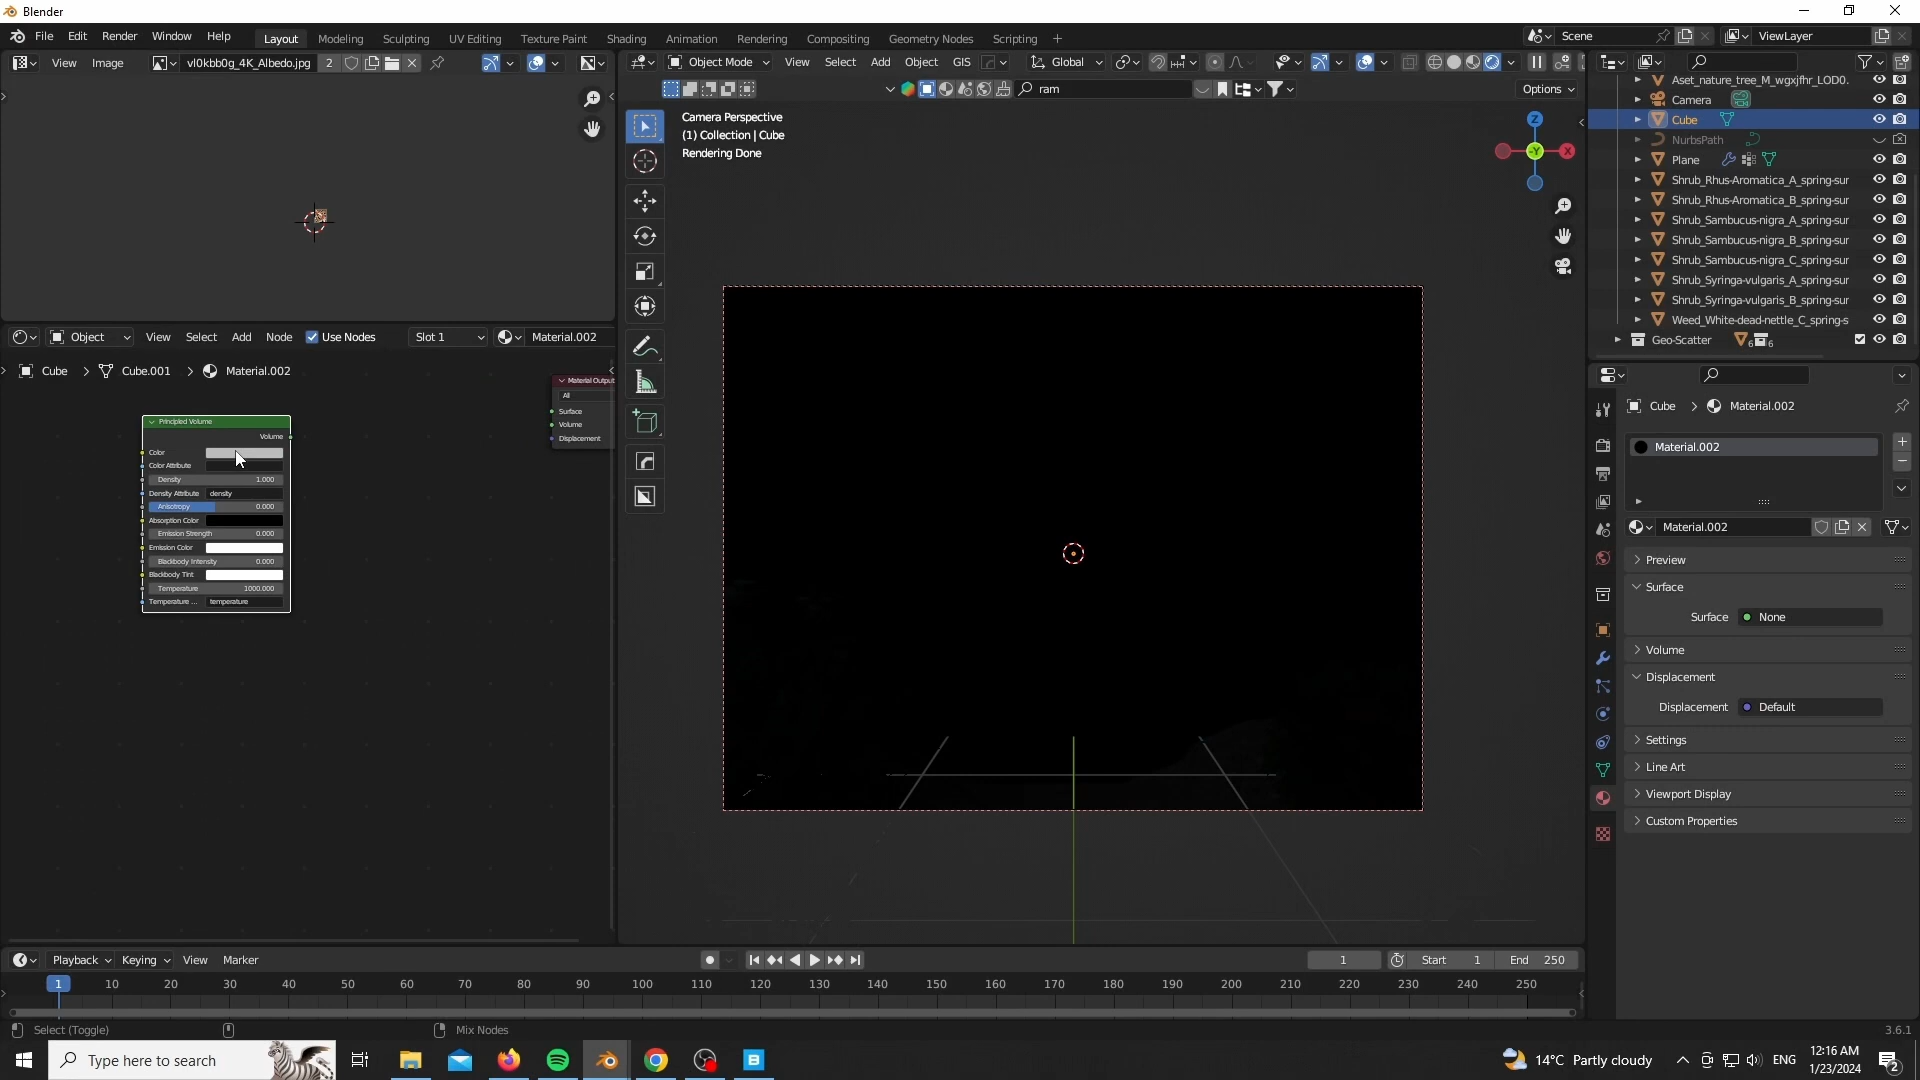 Blender
File Edit Render Window Help
Layout Modeling Sculpting UV Editing Texture Paint Shading Animation Rendering Compositing Geometry Nodes Scripting +
Scene
ViewLayer
View Image
vl0kbb0g_4K_Albedo.jpg 2
Object Mode View Select Add Object GIS
Global
ram
Options
Camera Perspective
(1) Collection | Cube
Rendering Done
Z
-Y
X
Aset_nature_tree_M_wgxjfhr_LOD0.
Camera
Cube
NurbsPath
Plane
Shrub_Rhus-Aromatica_A_spring-sur
Shrub_Rhus-Aromatica_B_spring-sur
Shrub_Sambucus-nigra_A_spring-sur
Shrub_Sambucus-nigra_B_spring-sur
Shrub_Sambucus-nigra_C_spring-sur
Shrub_Syringa-vulgaris_A_spring-sur
Shrub_Syringa-vulgaris_B_spring-sur
Weed_White-dead-nettle_C_spring-s
Geo-Scatter 6 6
Object View Select Add Node Use Nodes Slot 1 Material.002
Cube > Cube.001 > Material.002
Principled Volume
Volume
Color
Color Attribute
Density 1.000
Density Attribute density
Anisotropy 0.000
Absorption Color
Emission Strength 0.000
Emission Color
Blackbody Intensity 0.000
Blackbody Tint
Temperature 1000.000
Temperature ... temperature
Material Output
All
Surface
Volume
Displacement
Cube > Material.002
Material.002
Material.002
Preview
Surface
Surface None
Volume
Displacement
Displacement Default
Settings
Line Art
Viewport Display
Custom Properties
Playback Keying View Marker
1 Start 1 End 250
1 10 20 30 40 50 60 70 80 90 100 110 120 130 140 150 160 170 180 190 200 210 220 230 240 250
Select (Toggle) Mix Nodes 3.6.1
Type here to search
14°C Partly cloudy
ENG
12:16 AM
1/23/2024
2